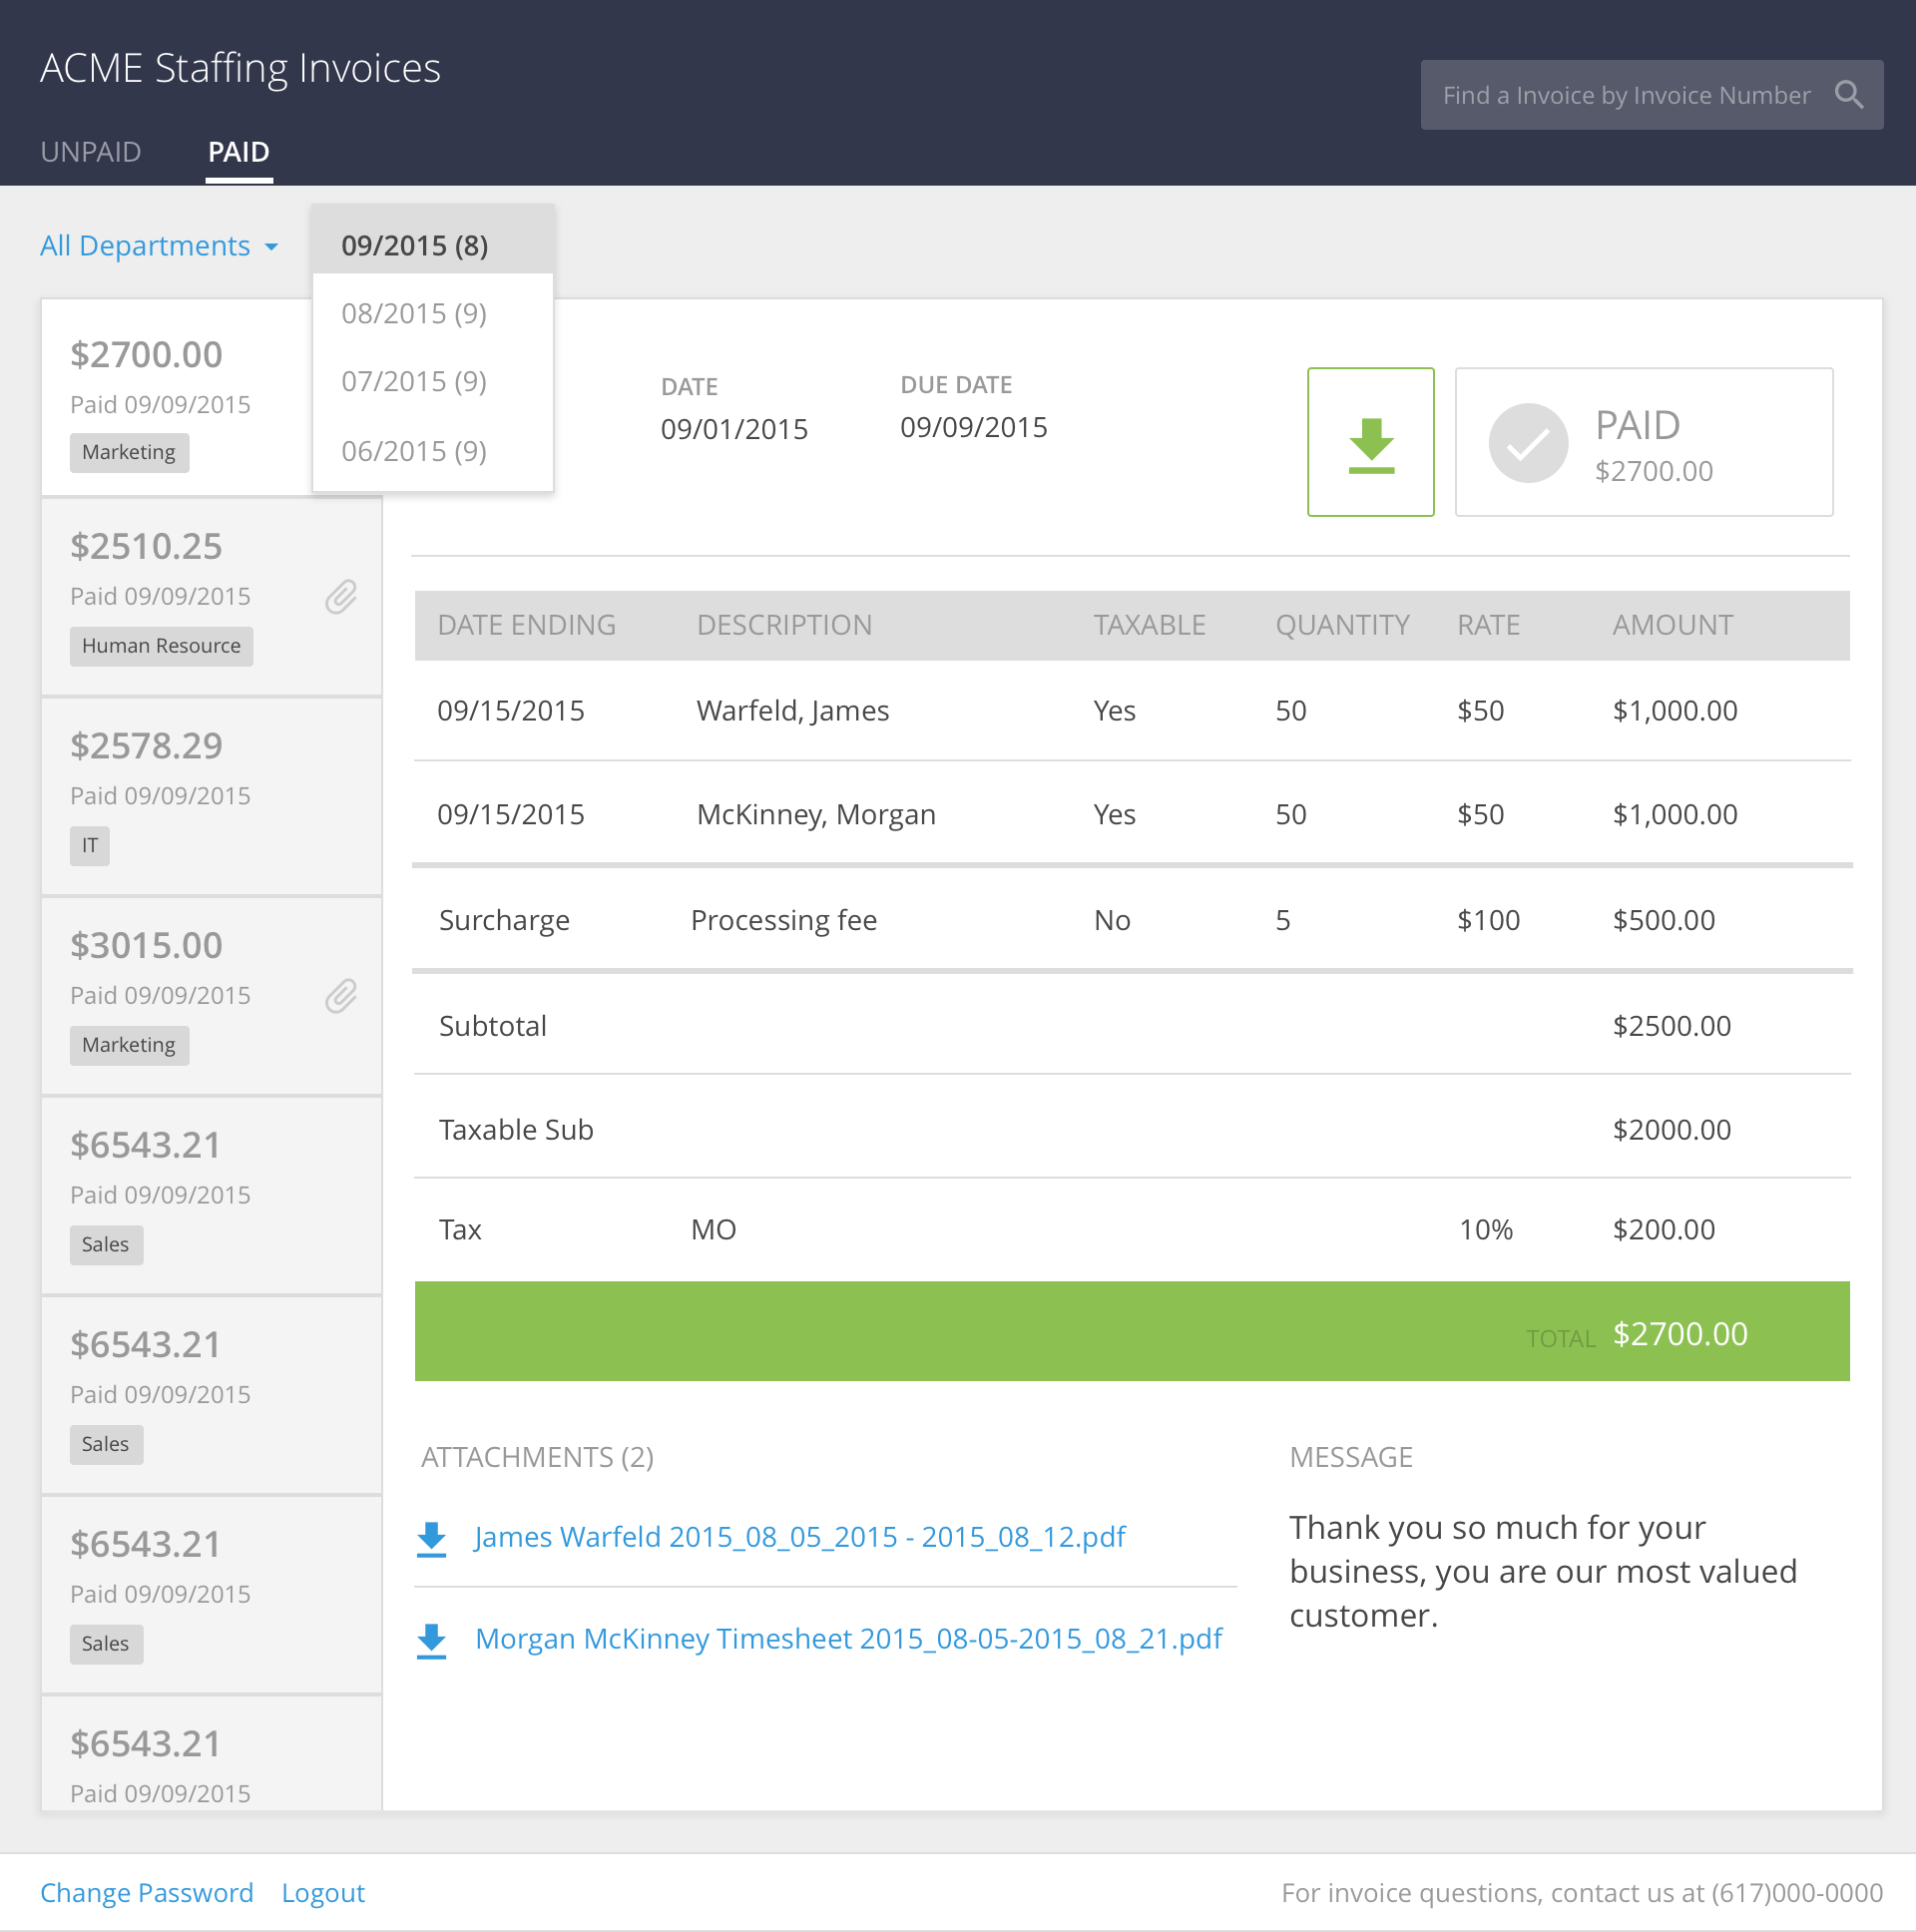 ACME Staffing Invoices
Find a Invoice by Invoice Number
UNPAID PAID
All Departments
09/2015 (8)
08/2015 (9)
07/2015 (9)
06/2015 (9)
$2700.00
Paid 09/09/2015
Marketing
$2510.25
Paid 09/09/2015
Human Resource
$2578.29
Paid 09/09/2015
IT
$3015.00
Paid 09/09/2015
Marketing
$6543.21
Paid 09/09/2015
Sales
$6543.21
Paid 09/09/2015
Sales
$6543.21
Paid 09/09/2015
Sales
$6543.21
Paid 09/09/2015
DATE
09/01/2015
DUE DATE
09/09/2015
PAID
$2700.00
DATE ENDING DESCRIPTION TAXABLE QUANTITY RATE AMOUNT
09/15/2015 Warfeld, James Yes 50 $50 $1,000.00
09/15/2015 McKinney, Morgan Yes 50 $50 $1,000.00
Surcharge Processing fee No 5 $100 $500.00
Subtotal $2500.00
Taxable Sub $2000.00
Tax MO 10% $200.00
TOTAL $2700.00
ATTACHMENTS (2)
James Warfeld 2015_08_05_2015 - 2015_08_12.pdf
Morgan McKinney Timesheet 2015_08-05-2015_08_21.pdf
MESSAGE
Thank you so much for your
business, you are our most valued
customer.
Change Password Logout
For invoice questions, contact us at (617)000-0000